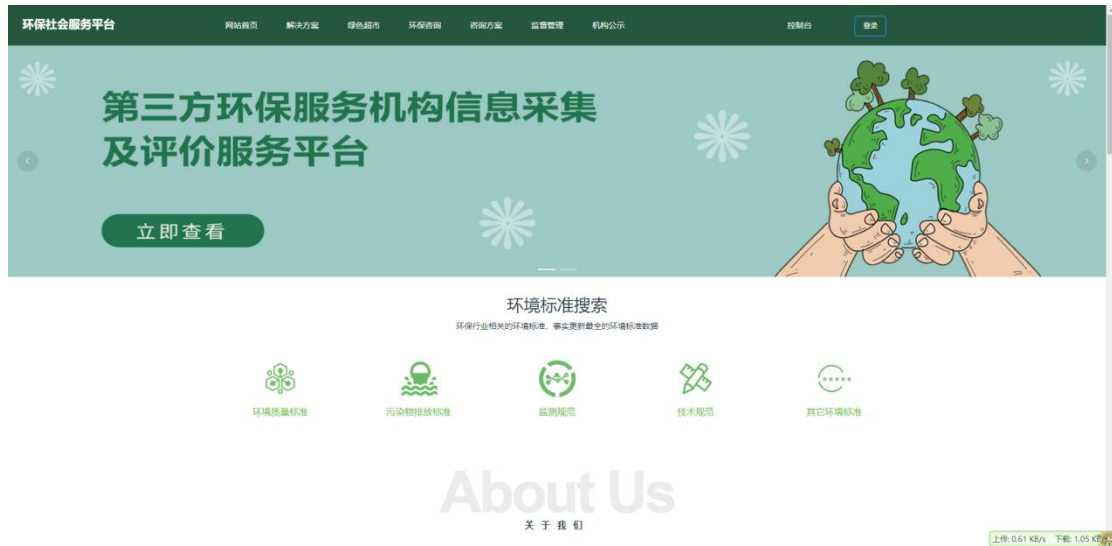 环保社会服务平台
网站首页 解决方案 绿色超市 环保咨询 咨询方案 监督管理 机构公示 控制台 登录
第三方环保服务机构信息采集
及评价服务平台
立即查看
环境标准搜索
环保行业相关的环境标准，事实更新最全的环境标准数据
环境质量标准 污染物排放标准 监测规范 技术规范 其它环境标准
About Us
关于我们
上传: 0.61 KB/s 下载: 1.05 KB/s